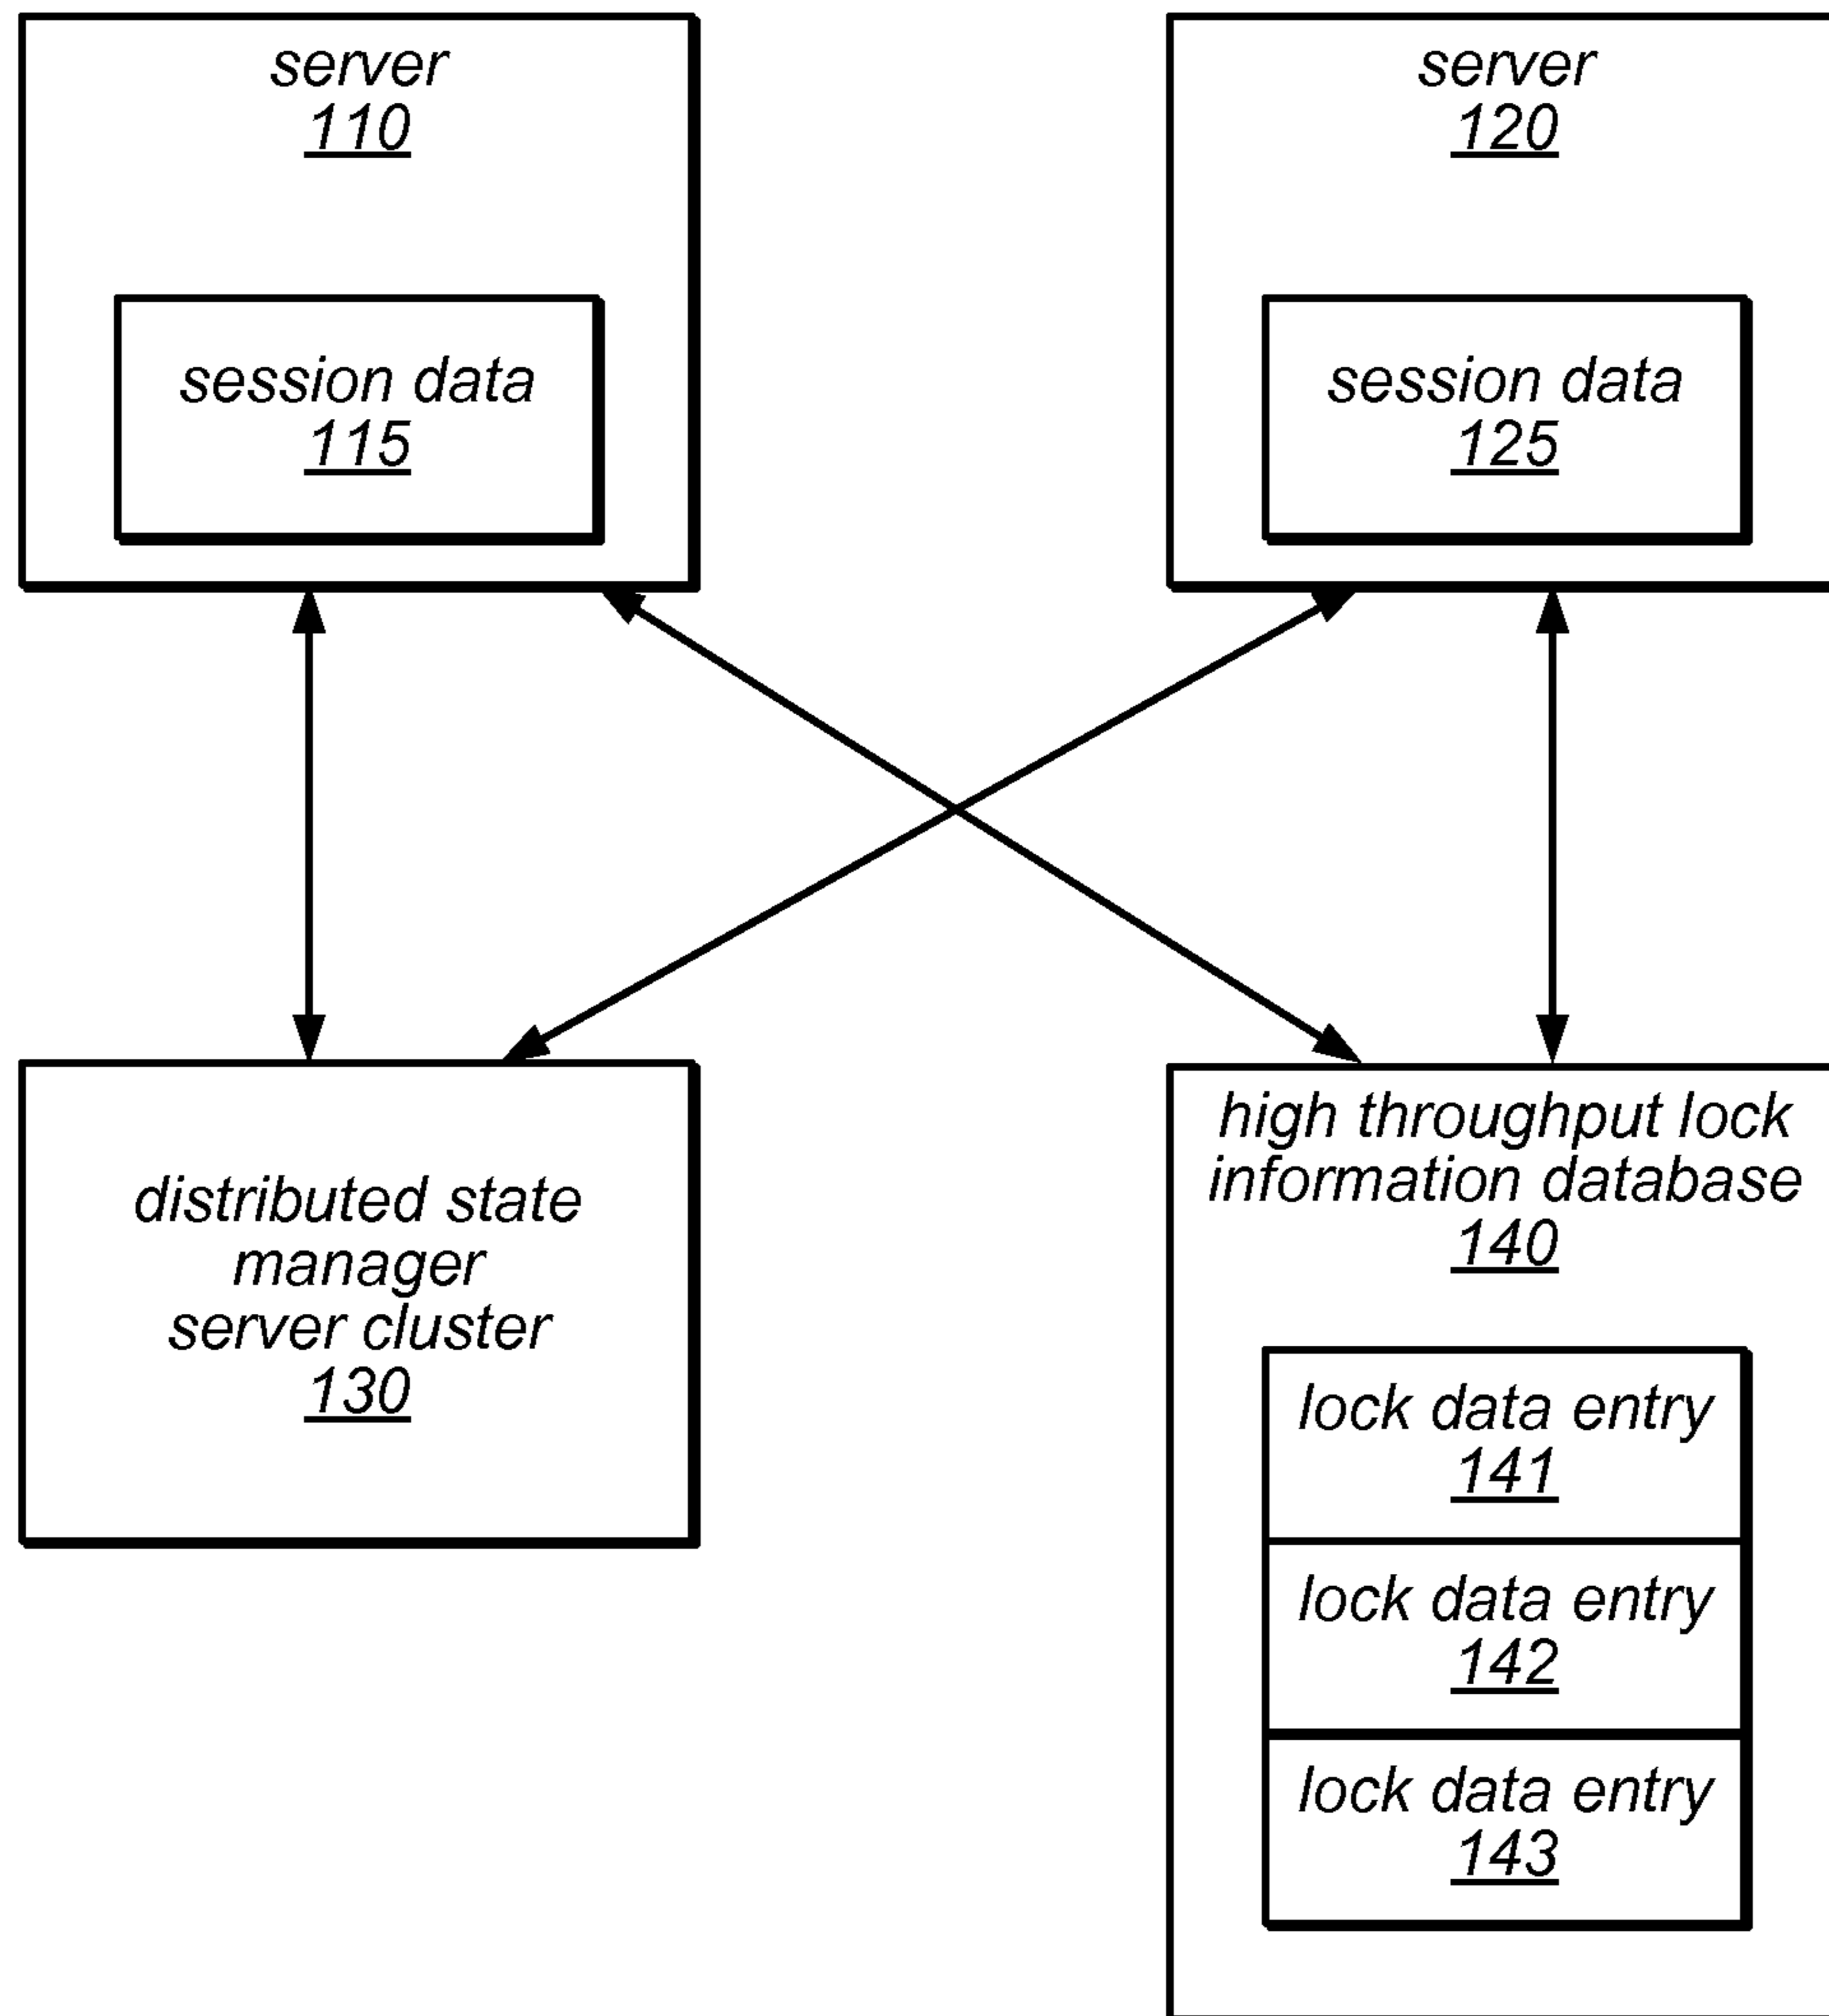 server
110
session data
115
server
120
session data
125
distributed state
manager
server cluster
130
high throughput lock
information database
140
lock data entry
141
lock data entry
142
lock data entry
143